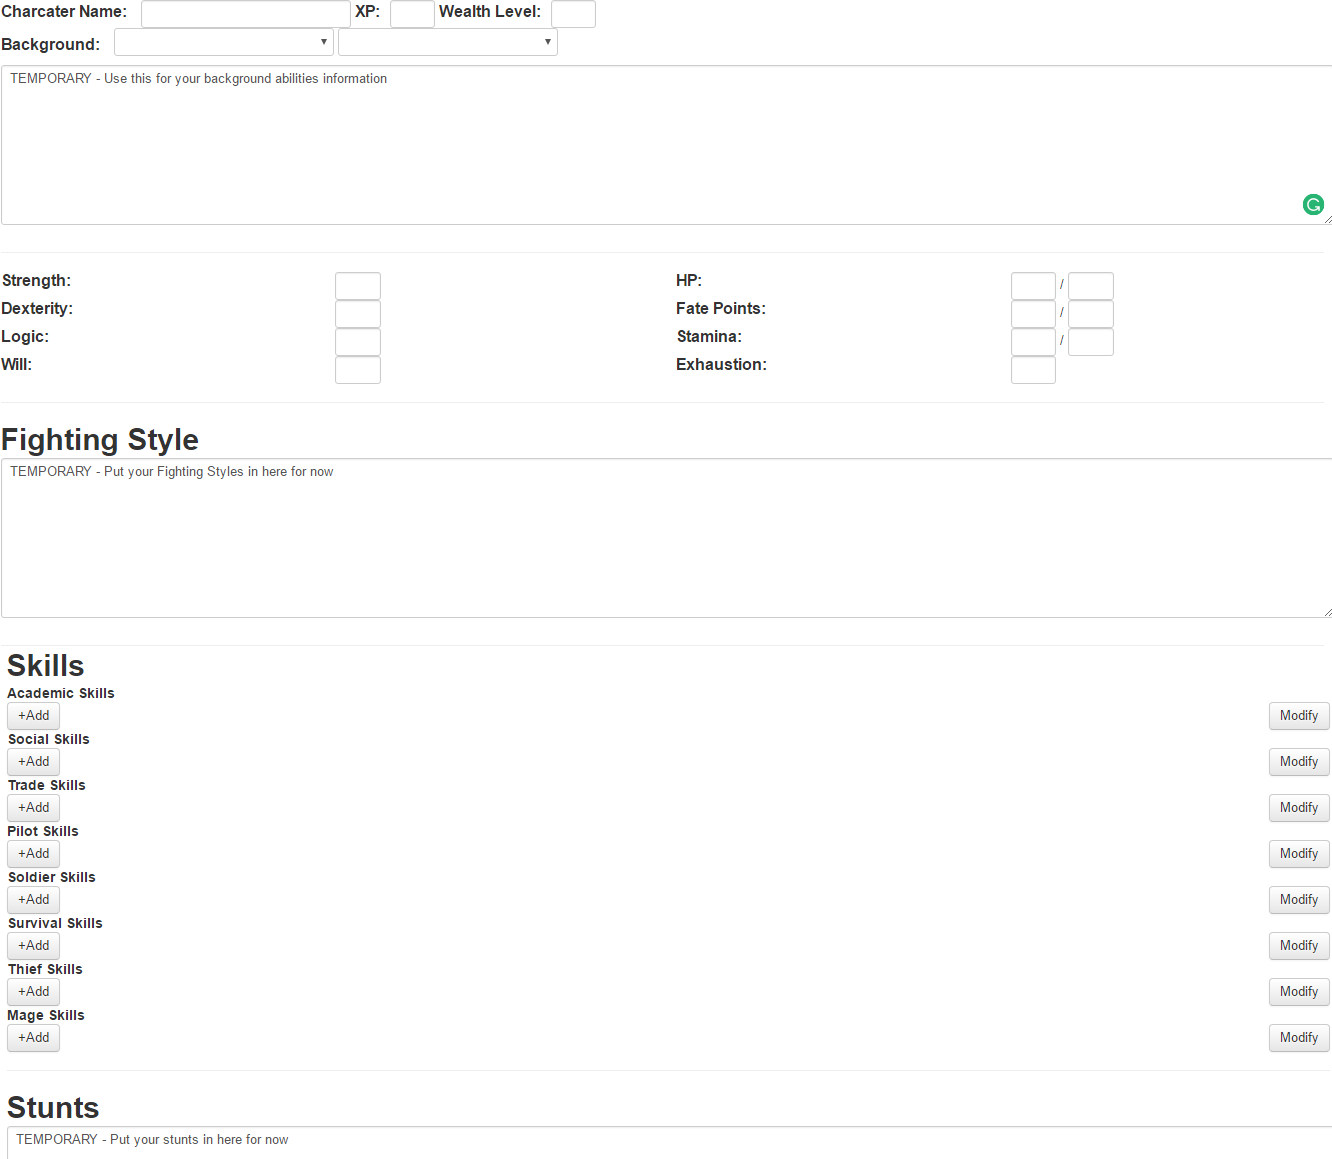 Charcater Name: XP: Wealth Level:
Background:
TEMPORARY - Use this for your background abilities information
Strength: HP: /
Dexterity: Fate Points: /
Logic: Stamina: /
Will: Exhaustion:
Fighting Style
TEMPORARY - Put your Fighting Styles in here for now
Skills
Academic Skills
+Add Modify
Social Skills
+Add Modify
Trade Skills
+Add Modify
Pilot Skills
+Add Modify
Soldier Skills
+Add Modify
Survival Skills
+Add Modify
Thief Skills
+Add Modify
Mage Skills
+Add Modify
Stunts
TEMPORARY - Put your stunts in here for now